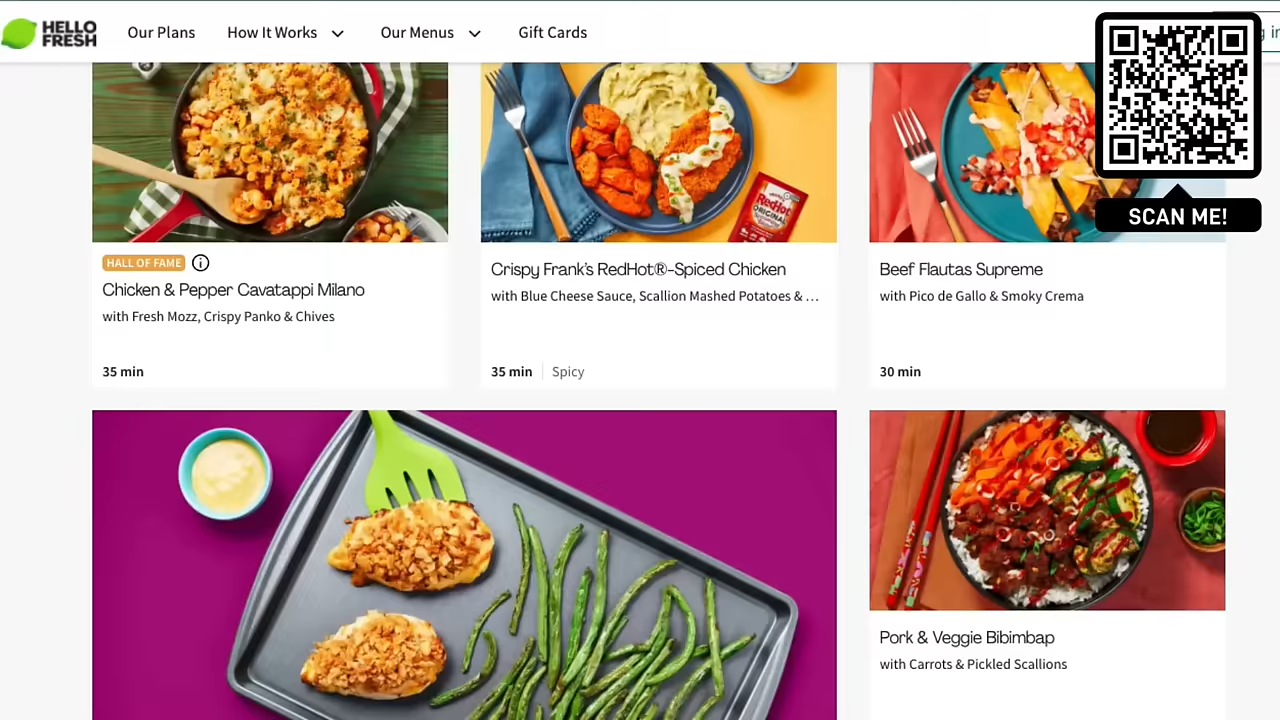 HELLO
FRESH
Our Plans
How It Works
Our Menus
Gift Cards
SCAN ME!
RedHot
ORIGINAL
HALL OF FAME
Chicken & Pepper Cavatappi Milano
with Fresh Mozz, Crispy Panko & Chives
35 min
Crispy Frank's RedHot®-Spiced Chicken
with Blue Cheese Sauce, Scallion Mashed Potatoes & ...
35 min
Spicy
Beef Flautas Supreme
with Pico de Gallo & Smoky Crema
30 min
Pork & Veggie Bibimbap
with Carrots & Pickled Scallions